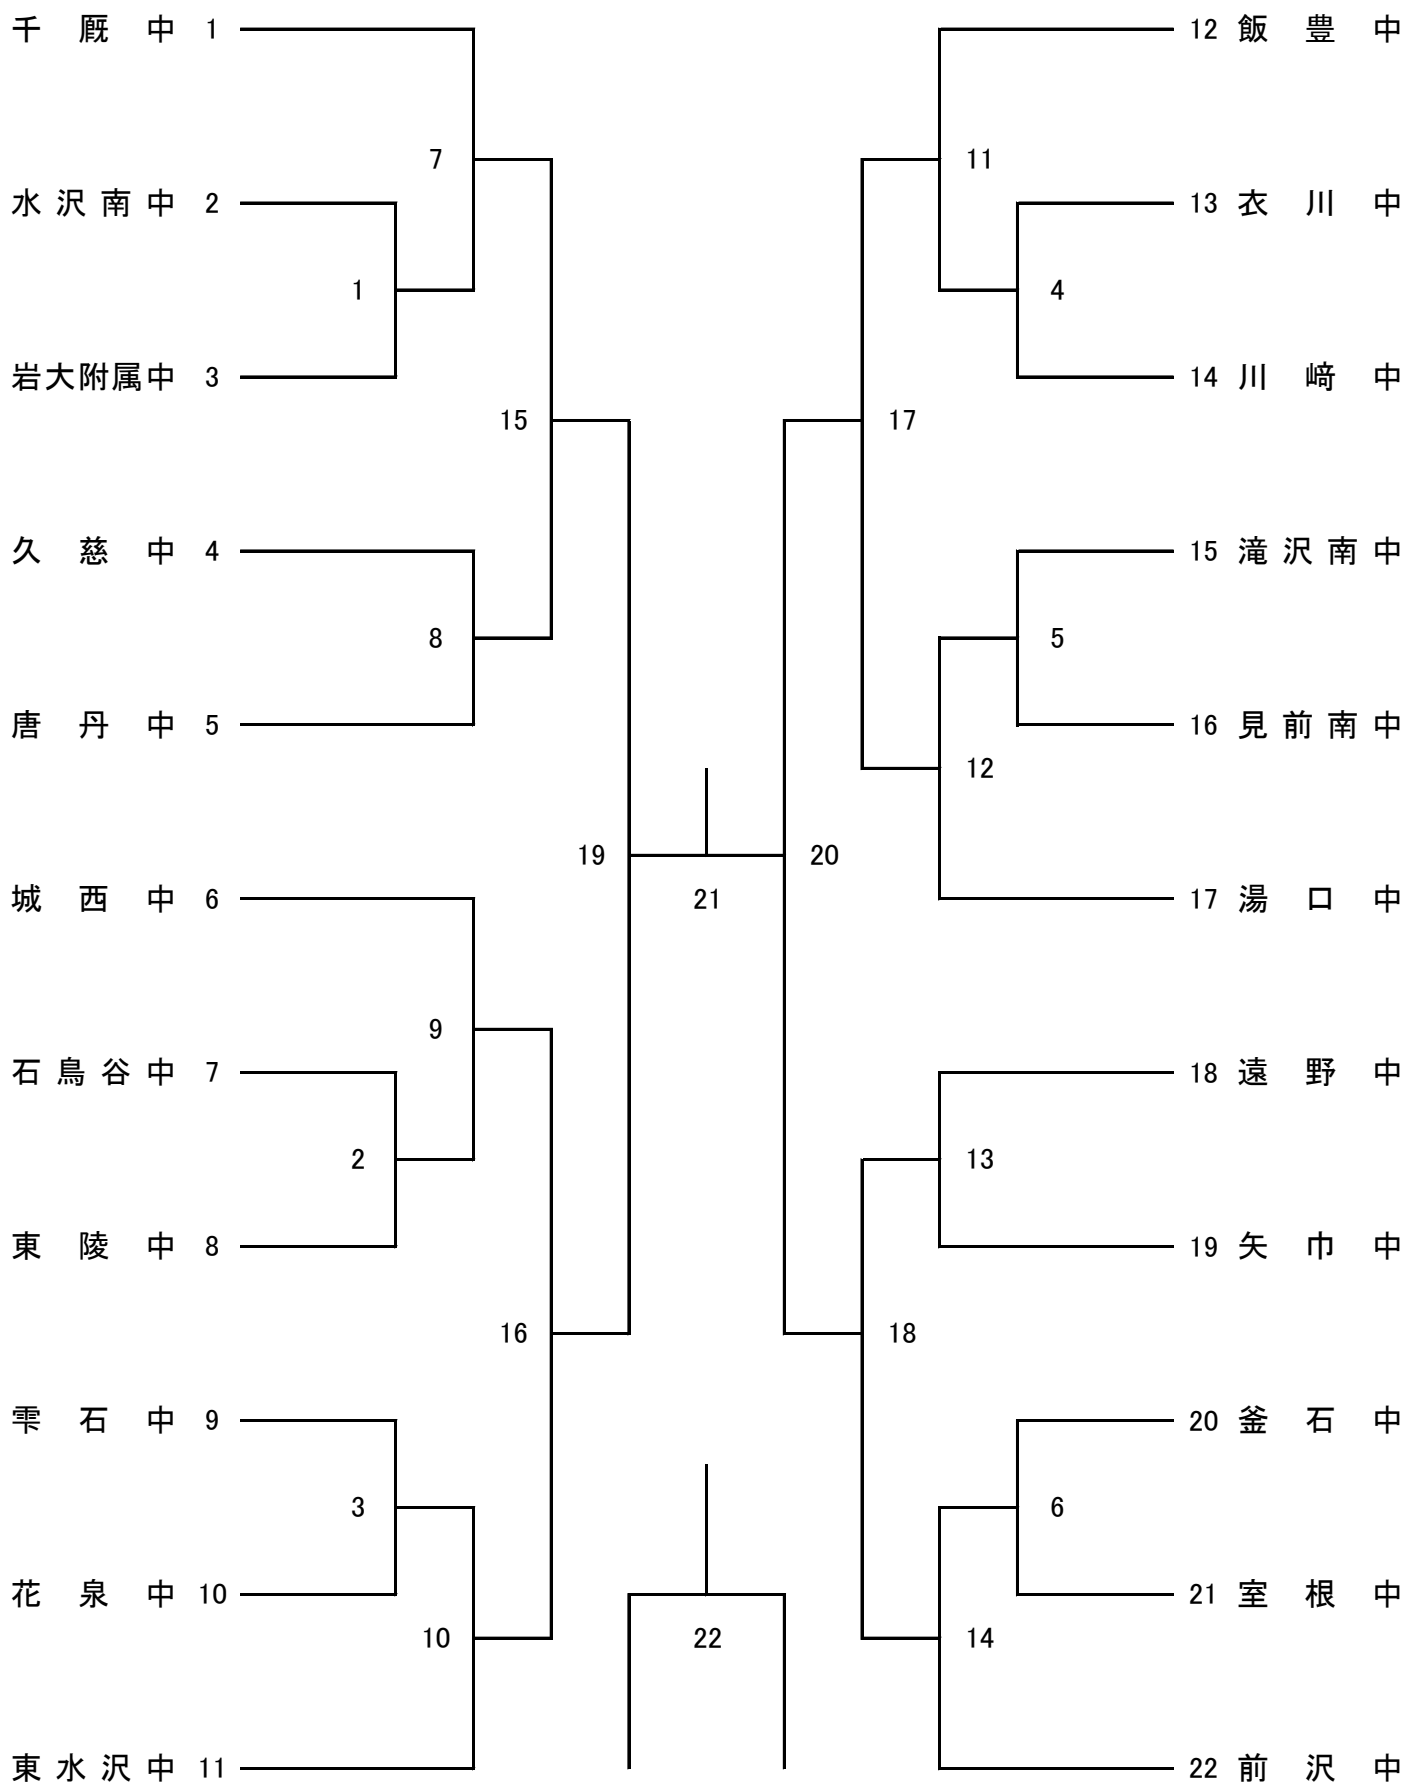 千厩中 1
7
水沢南中 2
1
岩大附属中 3
15
久慈中 4
8
唐丹中 5
19
城西中 6
9
石鳥谷中 7
2
東陵中 8
16
雫石中 9
3
花泉中 10
10
東水沢中 11
21
22
12 飯豊中
11
13 衣川中
4
14 川﨑中
17
15 滝沢南中
5
16 見前南中
12
20
17 湯口中
18 遠野中
13
19 矢巾中
18
20 釜石中
6
21 室根中
14
22 前沢中